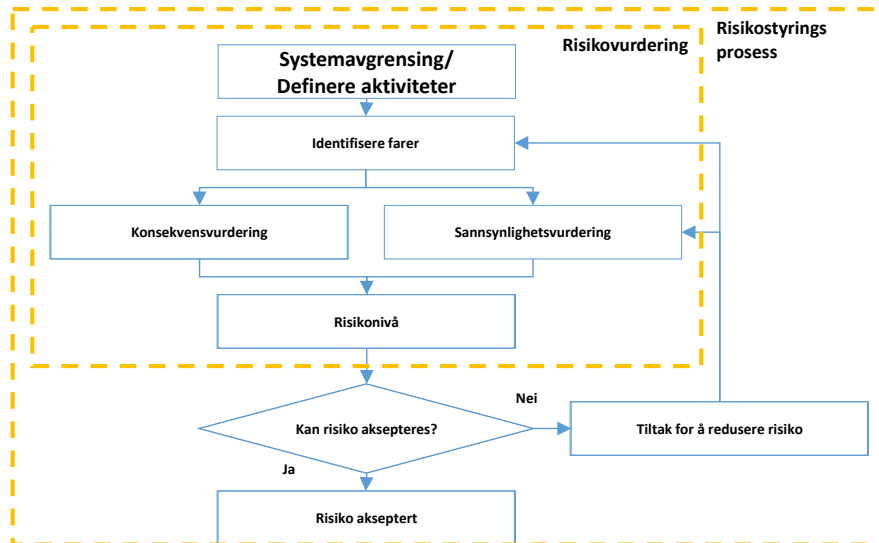 Risikostyrings
prosess
Risikovurdering
Systemavgrensing/
Definere aktiviteter
Identifisere farer
Konsekvensvurdering
Sannsynlighetsvurdering
Risikonivå
Kan risiko aksepteres?
Nei
Tiltak for å redusere risiko
Ja
Risiko akseptert